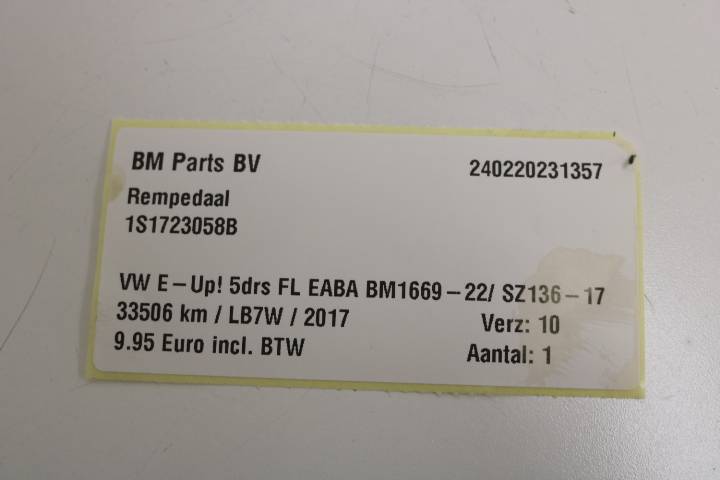 BM Parts BV 240220231357
Rempedaal
1S1723058B
VW E-Up! 5drs FL EABA BM1669-22/ SZ136-17
33506 km / LB7W / 2017 Verz: 10
9.95 Euro incl. BTW Aantal: 1